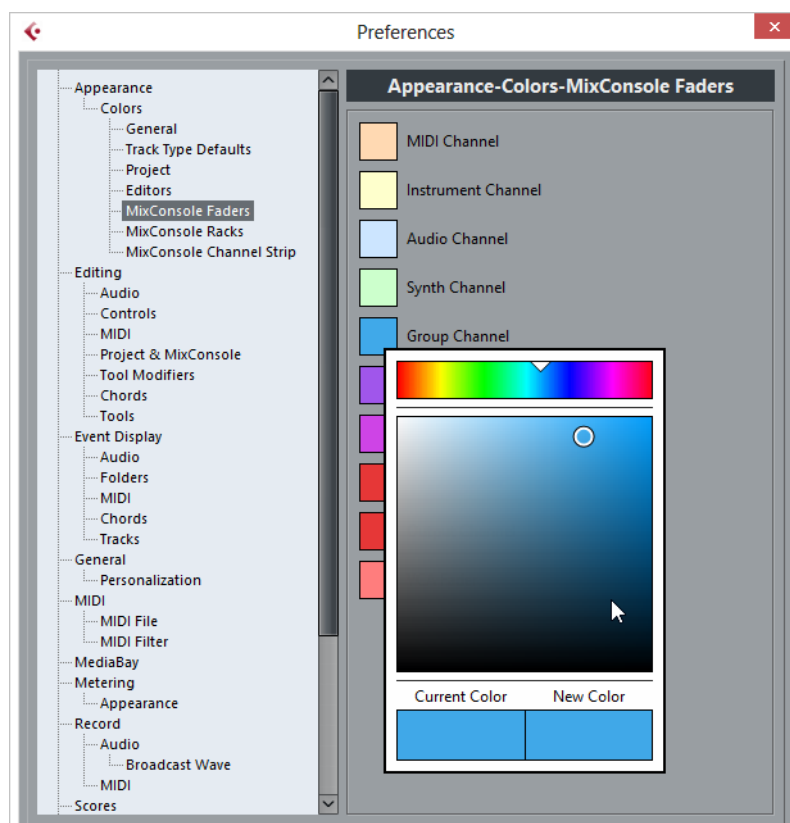 Preferences
Appearance
Colors
General
Track Type Defaults
Project
Editors
MixConsole Faders
MixConsole Racks
MixConsole Channel Strip
Editing
Audio
Controls
MIDI
Project & MixConsole
Tool Modifiers
Chords
Tools
Event Display
Audio
Folders
MIDI
Chords
Tracks
General
Personalization
MIDI
MIDI File
MIDI Filter
MediaBay
Metering
Appearance
Record
Audio
Broadcast Wave
MIDI
Scores
Appearance-Colors-MixConsole Faders
MIDI Channel
Instrument Channel
Audio Channel
Synth Channel
Group Channel
Current Color New Color